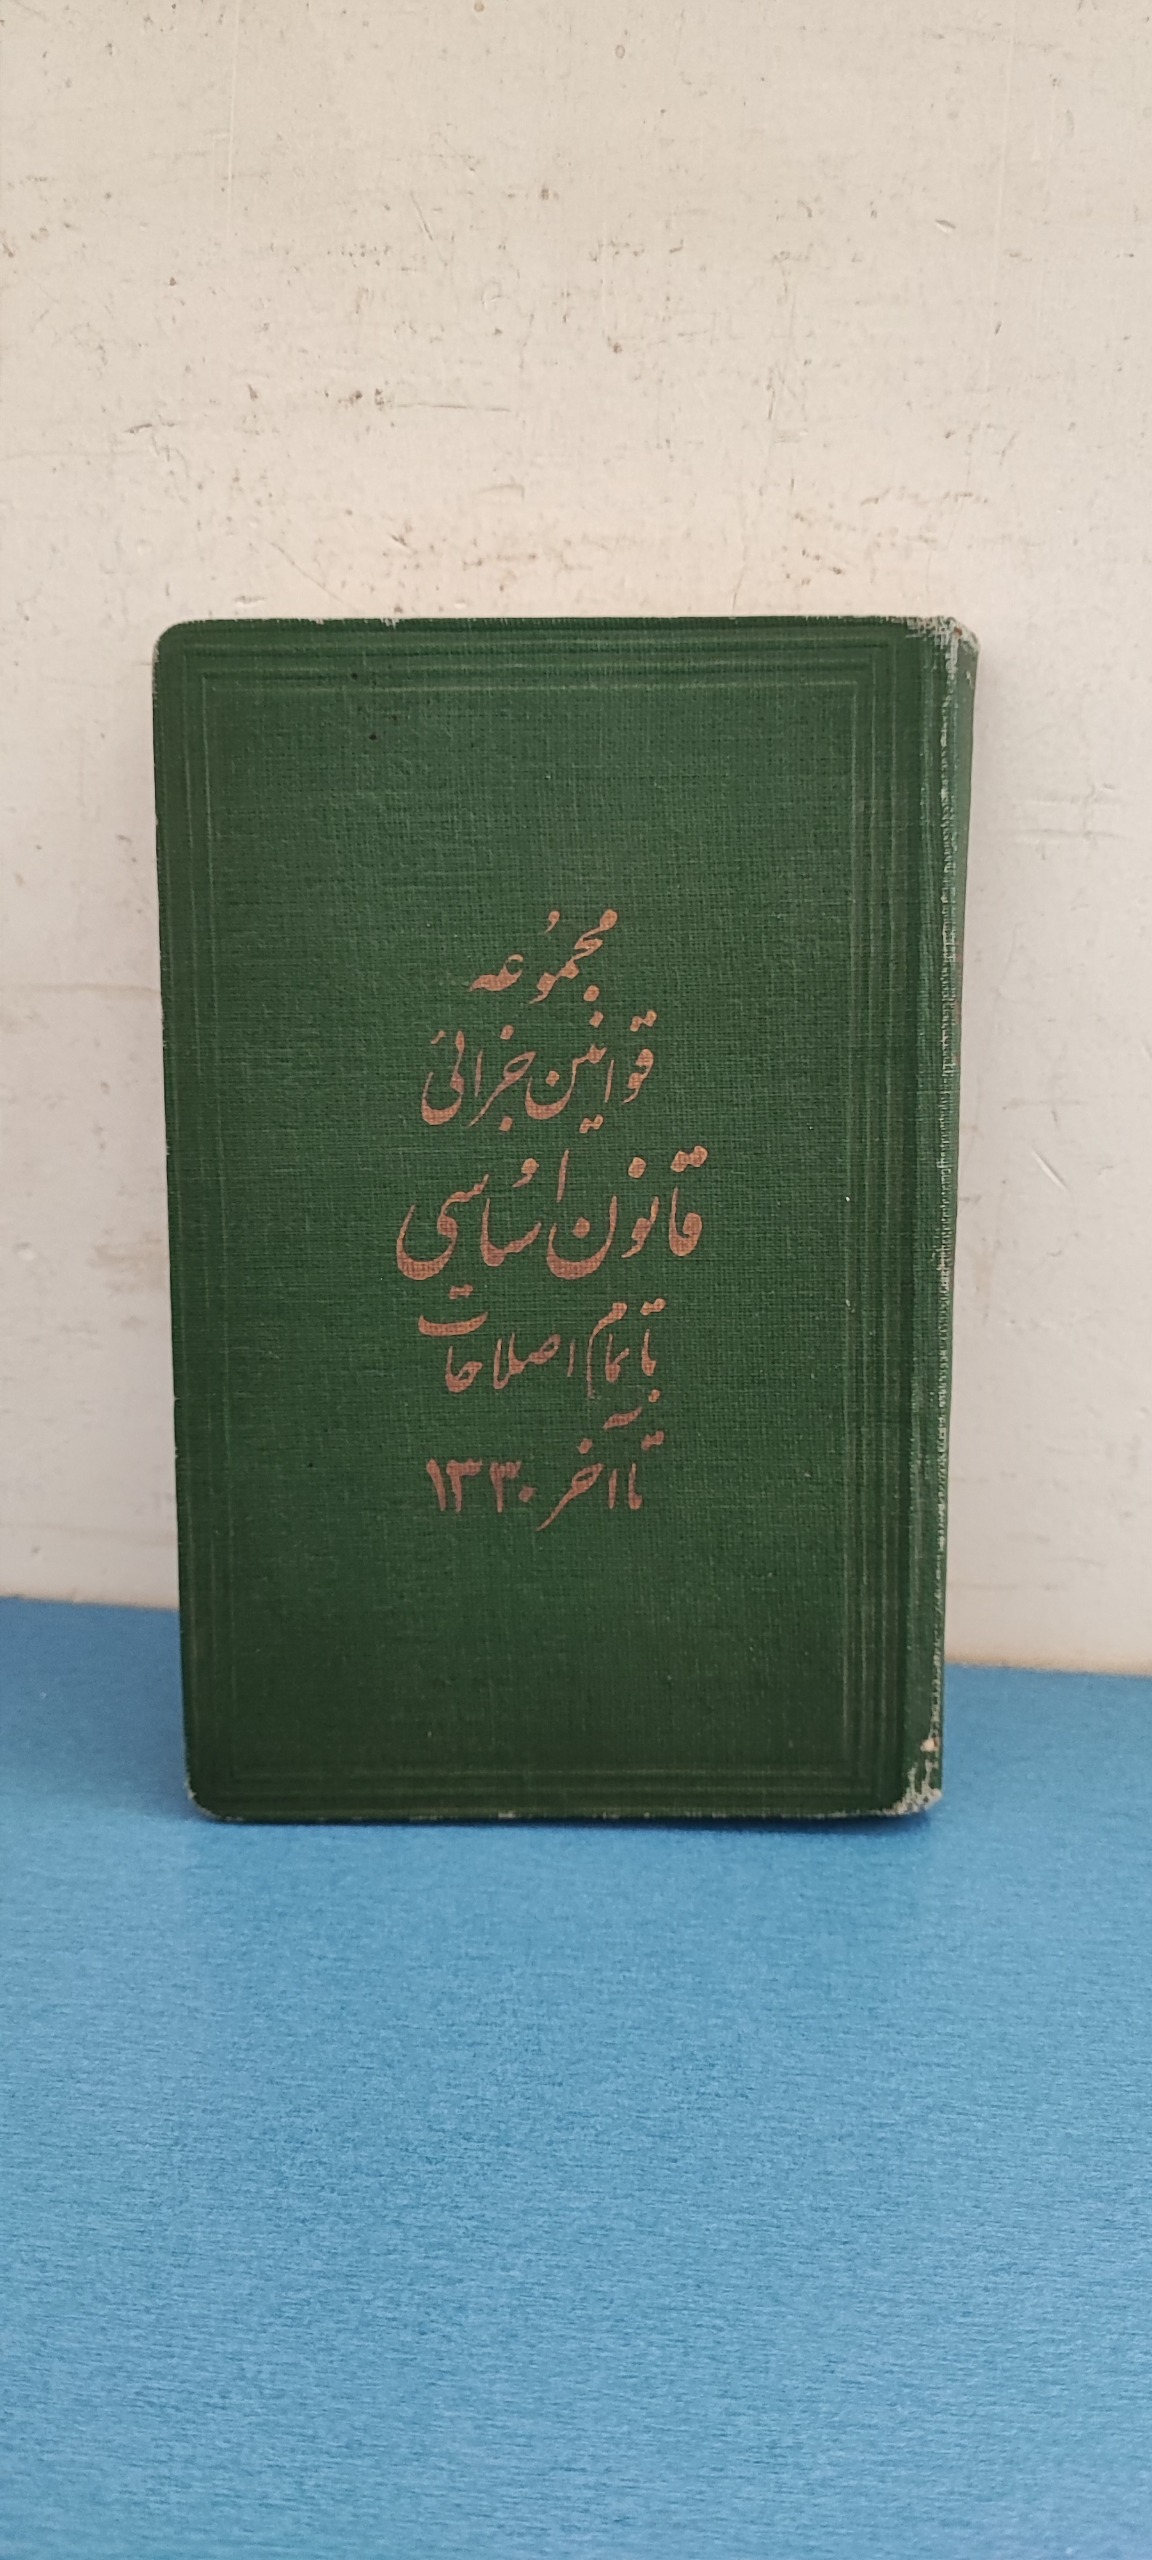 مجموعه
قوانین جزائی
قانون اساسی
با تمام اصلاحات
تا آخر ۱۳۳۰